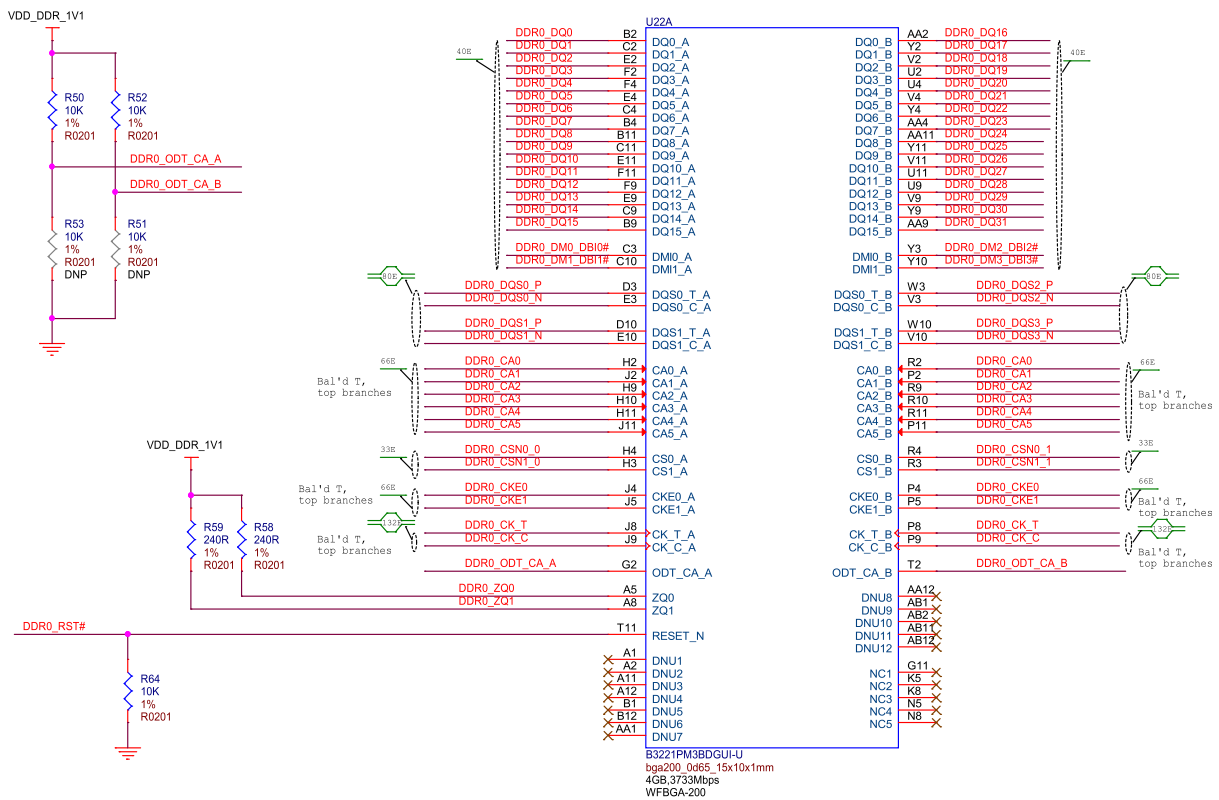 VDD_DDR_1V1
R50
10K
1%
R0201
R52
10K
1%
R0201
DDR0_ODT_CA_A
DDR0_ODT_CA_B
R53
10K
1%
R0201
DNP
R51
10K
1%
R0201
DNP
VDD_DDR_1V1
R59
240R
1%
R0201
R58
240R
1%
R0201
DDR0_RST#
R64
10K
1%
R0201
U22A
40E
DDR0_DQ0 B2 DQ0_A
DDR0_DQ1 C2 DQ1_A
DDR0_DQ2 E2 DQ2_A
DDR0_DQ3 F2 DQ3_A
DDR0_DQ4 F4 DQ4_A
DDR0_DQ5 E4 DQ5_A
DDR0_DQ6 C4 DQ6_A
DDR0_DQ7 B4 DQ7_A
DDR0_DQ8 B11 DQ8_A
DDR0_DQ9 C11 DQ9_A
DDR0_DQ10 E11 DQ10_A
DDR0_DQ11 F11 DQ11_A
DDR0_DQ12 F9 DQ12_A
DDR0_DQ13 E9 DQ13_A
DDR0_DQ14 C9 DQ14_A
DDR0_DQ15 B9 DQ15_A
DDR0_DM0_DBI0# C3 DMI0_A
DDR0_DM1_DBI1# C10 DMI1_A
80E
DDR0_DQS0_P D3 DQS0_T_A
DDR0_DQS0_N E3 DQS0_C_A
DDR0_DQS1_P D10 DQS1_T_A
DDR0_DQS1_N E10 DQS1_C_A
66E
Bal'd T,
top branches
DDR0_CA0 H2 CA0_A
DDR0_CA1 J2 CA1_A
DDR0_CA2 H9 CA2_A
DDR0_CA3 H10 CA3_A
DDR0_CA4 H11 CA4_A
DDR0_CA5 J11 CA5_A
33E
DDR0_CSN0_0 H4 CS0_A
DDR0_CSN1_0 H3 CS1_A
66E
Bal'd T,
top branches
DDR0_CKE0 J4 CKE0_A
DDR0_CKE1 J5 CKE1_A
132E
Bal'd T,
top branches
DDR0_CK_T J8 CK_T_A
DDR0_CK_C J9 CK_C_A
DDR0_ODT_CA_A G2 ODT_CA_A
DDR0_ZQ0 A5 ZQ0
DDR0_ZQ1 A8 ZQ1
T11 RESET_N
A1 DNU1
A2 DNU2
A11 DNU3
A12 DNU4
B1 DNU5
B12 DNU6
AA1 DNU7
40E
DQ0_B AA2 DDR0_DQ16
DQ1_B Y2 DDR0_DQ17
DQ2_B V2 DDR0_DQ18
DQ3_B U2 DDR0_DQ19
DQ4_B U4 DDR0_DQ20
DQ5_B V4 DDR0_DQ21
DQ6_B Y4 DDR0_DQ22
DQ7_B AA4 DDR0_DQ23
DQ8_B AA11 DDR0_DQ24
DQ9_B Y11 DDR0_DQ25
DQ10_B V11 DDR0_DQ26
DQ11_B U11 DDR0_DQ27
DQ12_B U9 DDR0_DQ28
DQ13_B V9 DDR0_DQ29
DQ14_B Y9 DDR0_DQ30
DQ15_B AA9 DDR0_DQ31
DMI0_B Y3 DDR0_DM2_DBI2#
DMI1_B Y10 DDR0_DM3_DBI3#
80E
DQS0_T_B W3 DDR0_DQS2_P
DQS0_C_B V3 DDR0_DQS2_N
DQS1_T_B W10 DDR0_DQS3_P
DQS1_C_B V10 DDR0_DQS3_N
66E
Bal'd T,
top branches
CA0_B R2 DDR0_CA0
CA1_B P2 DDR0_CA1
CA2_B R9 DDR0_CA2
CA3_B R10 DDR0_CA3
CA4_B R11 DDR0_CA4
CA5_B P11 DDR0_CA5
33E
CS0_B R4 DDR0_CSN0_1
CS1_B R3 DDR0_CSN1_1
66E
Bal'd T,
top branches
CKE0_B P4 DDR0_CKE0
CKE1_B P5 DDR0_CKE1
132E
Bal'd T,
top branches
CK_T_B P8 DDR0_CK_T
CK_C_B P9 DDR0_CK_C
ODT_CA_B T2 DDR0_ODT_CA_B
DNU8 AA12
DNU9 AB1
DNU10 AB2
DNU11 AB11
DNU12 AB12
NC1 G11
NC2 K5
NC3 K8
NC4 N5
NC5 N8
B3221PM3BDGUI-U
bga200_0d65_15x10x1mm
4GB,3733Mbps
WFBGA-200